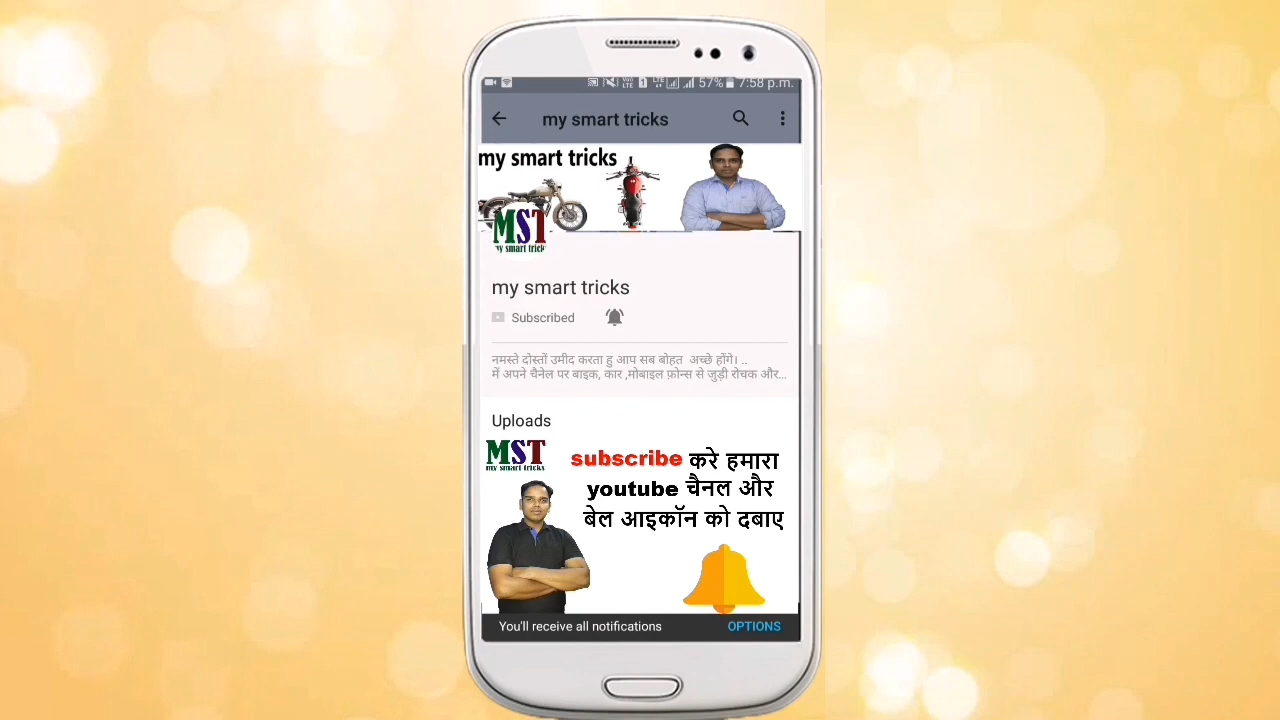 57% 7:58 p.m.
my smart tricks
my smart tricks
MST
my smart trick
my smart tricks
Subscribed
नमस्ते दोस्तों उमीद करता हु आप सब बोहत अच्छे होंगे। ..
में अपने चैनेल पर बाइक, कार ,मोबाइल फ़ोन्स से जुड़ी रोचक और...
Uploads
MST
my smart tricks
subscribe करे हमारा
youtube चैनल और
बेल आइकॉन को दबाए
You'll receive all notifications
OPTIONS